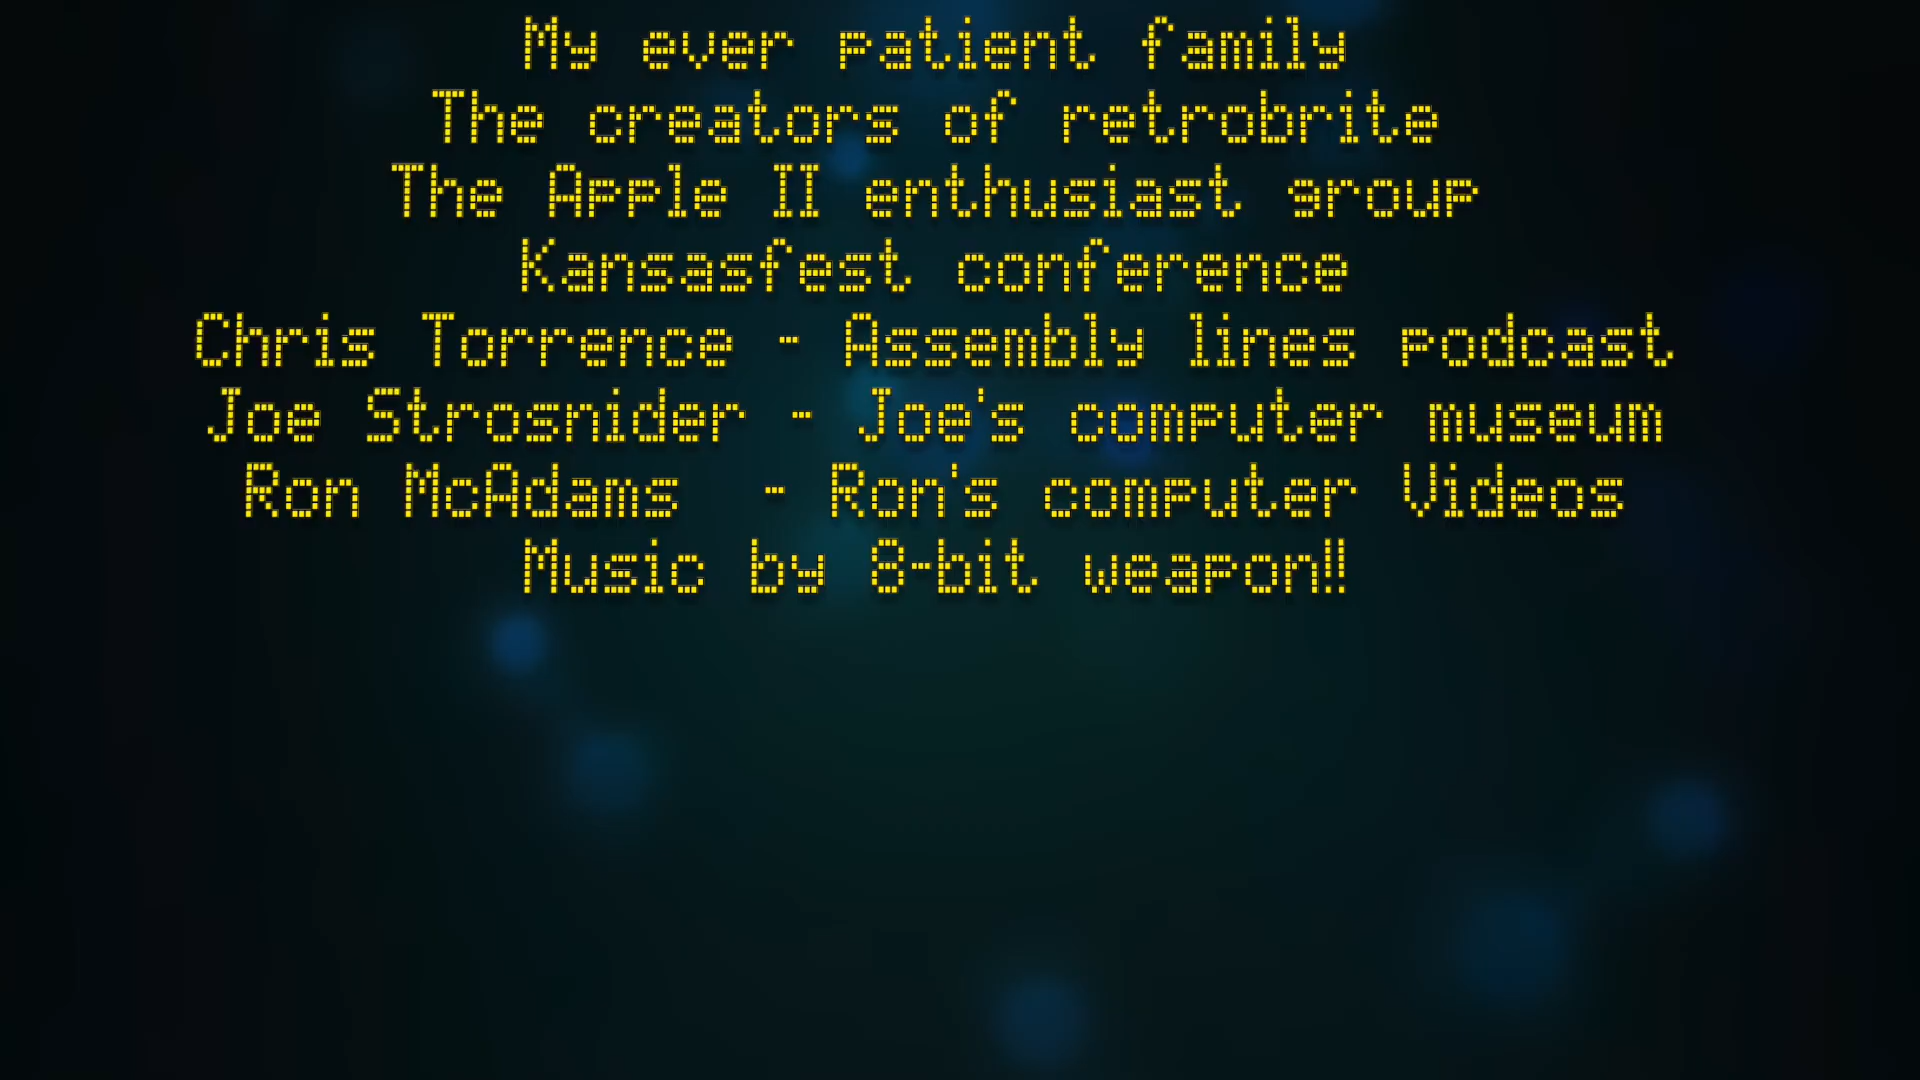 My ever patient family
The creators of retrobrite
The Apple II enthusiast group
Kansasfest conference
Chris Torrence - Assembly lines podcast
Joe Strosnider - Joe's computer museum
Ron McAdams  - Ron's computer Videos
Music by 8-bit weapon!!